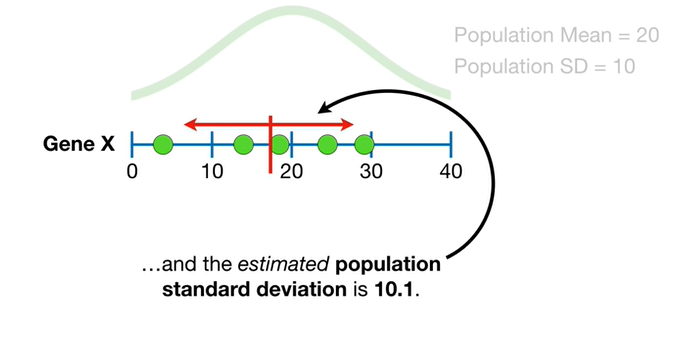 Population Mean = 20
Population SD = 10
Gene X
0 10 20 30 40
…and the estimated population
standard deviation is 10.1.